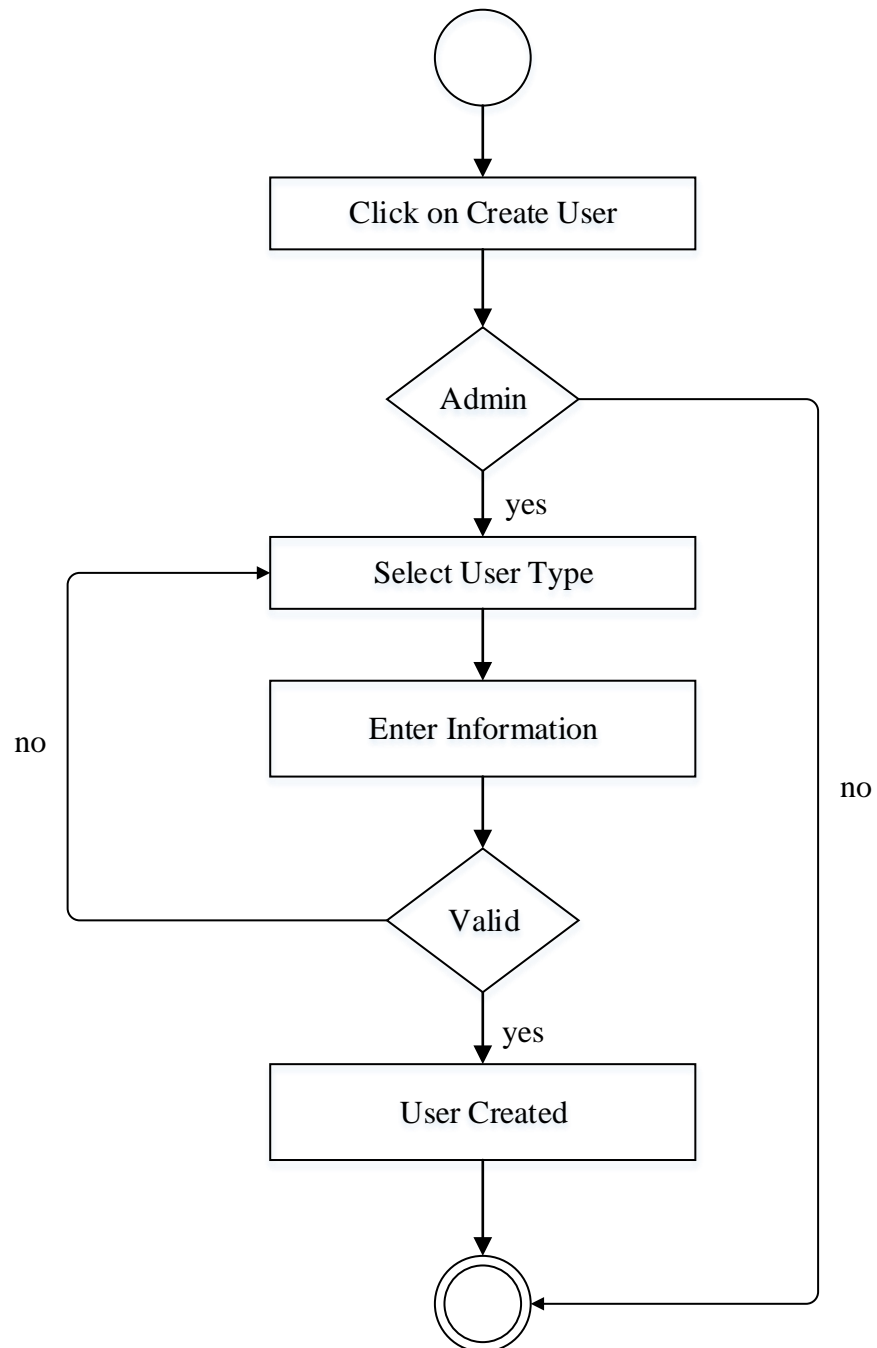 Click on Create User
Admin
yes
Select User Type
Enter Information
no
no
Valid
yes
User Created